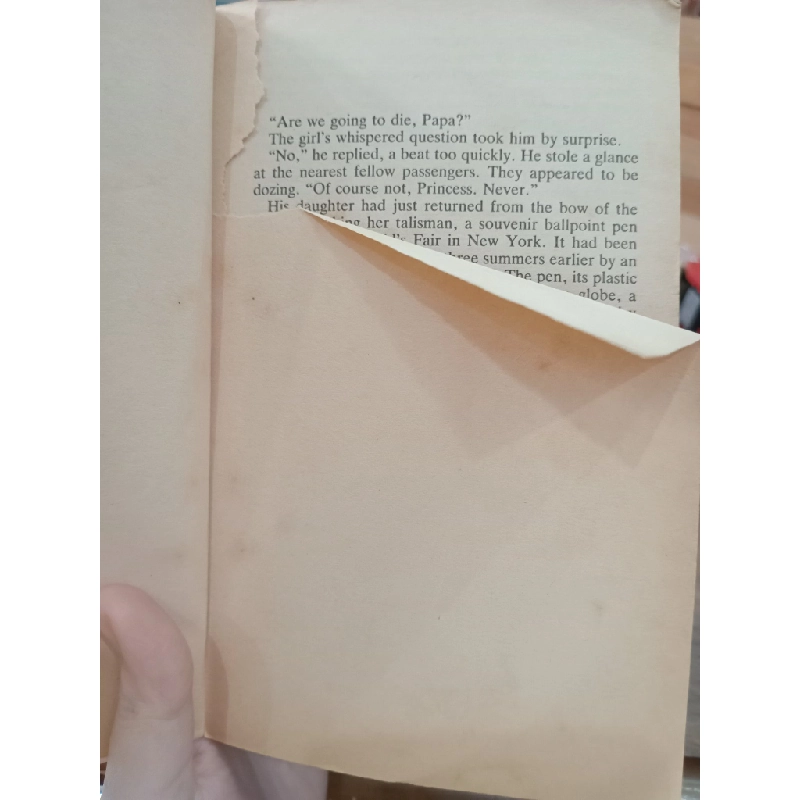 "Are we going to die, Papa?"
The girl's whispered question took him by surprise.
"No," he replied, a beat too quickly. He stole a glance
at the nearest fellow passengers. They appeared to be
dozing. "Of course not, Princess. Never."
His daughter had just returned from the bow of the
her talisman, a souvenir ballpoint pen
Fair in New York. It had been
summers earlier by an
The pen, its plastic
globe, a